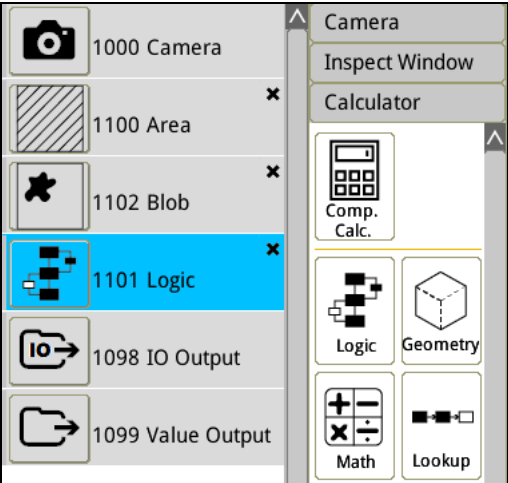 1000 Camera
1100 Area
1102 Blob
1101 Logic
IO
1098 IO Output
1099 Value Output
Camera
Inspect Window
Calculator
Comp.
Calc.
Logic
Geometry
Math
Lookup